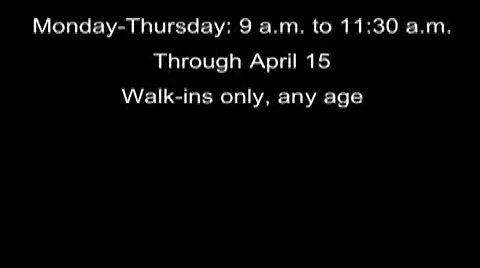 Monday-Thursday: 9 a.m. to 11:30 a.m.
Through April 15
Walk-ins only, any age